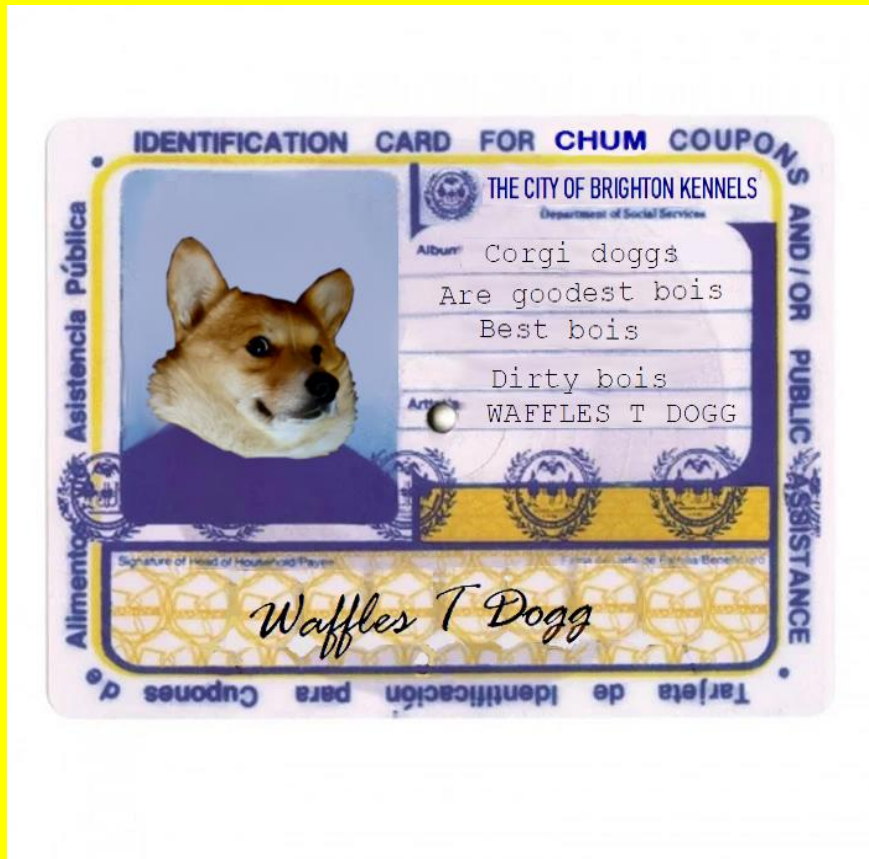 IDENTIFICATION CARD FOR CHUM COUPONS AND/OR PUBLIC ASSISTANCE
THE CITY OF BRIGHTON KENNELS
Department of Social Services
Album
Corgi doggs
Are goodest bois
Best bois
Dirty bois
WAFFLES T DOGG
Signature of Head of Household/Payee
Waffles T Dogg
Tarjeta de Identificación para Cupones de
Alimentos Asistencia Pública